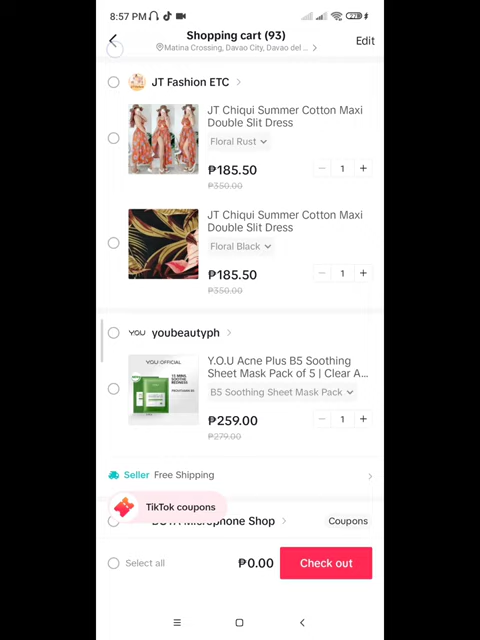 8:57 PM
Shopping cart (93)
Edit
Matina Crossing, Davao City, Davao del ...
JT Fashion ETC
JT Chiqui Summer Cotton Maxi
Double Slit Dress
Floral Rust
₱185.50
1
₱350.00
JT Chiqui Summer Cotton Maxi
Double Slit Dress
Floral Black
₱185.50
1
₱350.00
Y.O.U youbeautyph
YOU OFFICIAL
Y.O.U Acne Plus B5 Soothing
Sheet Mask Pack of 5 | Clear A...
B5 Soothing Sheet Mask Pack
₱259.00
1
₱279.00
Seller Free Shipping
TikTok coupons
Microphone Shop
Coupons
Select all
₱0.00
Check out